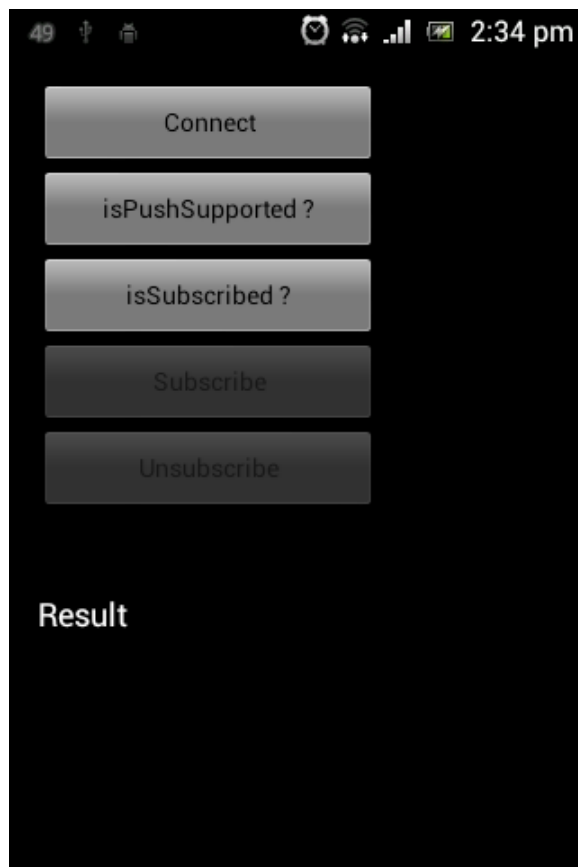 49 2:34 pm
Connect
isPushSupported ?
isSubscribed ?
Subscribe
Unsubscribe
Result